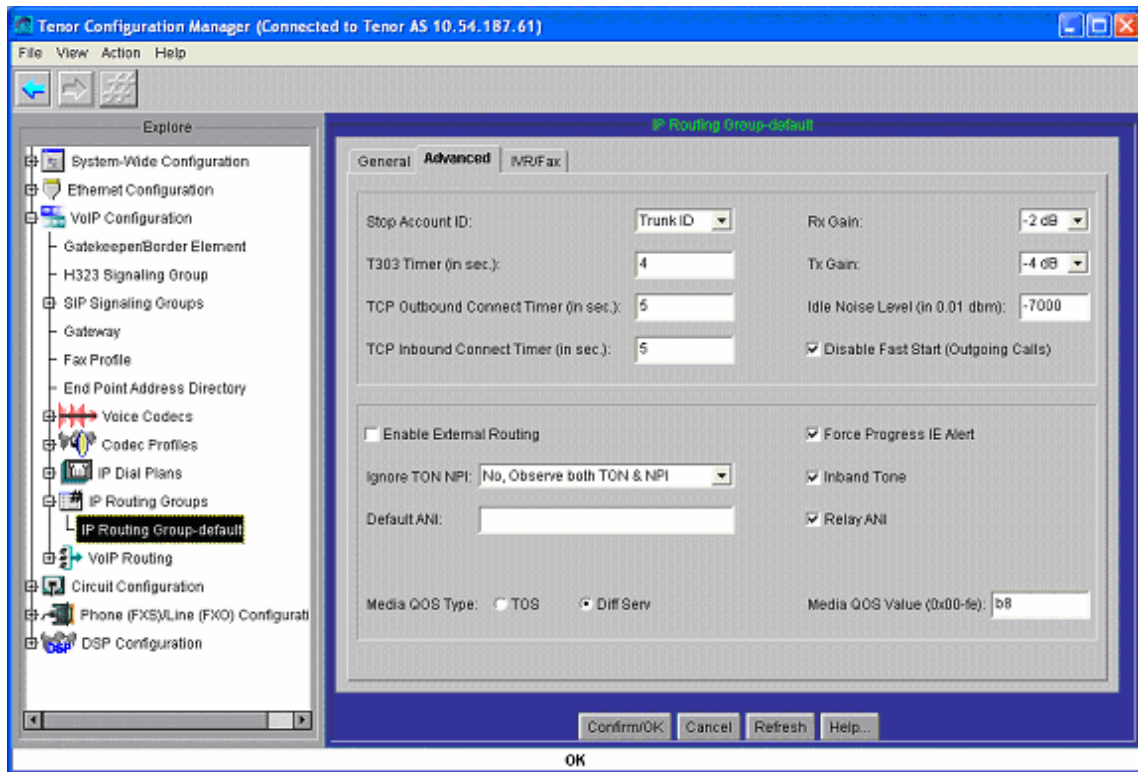 Tenor Configuration Manager (Connected to Tenor AS 10.54.187.61)
File View Action Help
Explore
System-Wide Configuration
Ethernet Configuration
VoIP Configuration
Gatekeeper/Border Element
H323 Signaling Group
SIP Signaling Groups
Gateway
Fax Profile
End Point Address Directory
Voice Codecs
Codec Profiles
IP Dial Plans
IP Routing Groups
IP Routing Group-default
VoIP Routing
Circuit Configuration
Phone (FXS)/Line (FXO) Configurati
DSP Configuration
IP Routing Group-default
General Advanced IVR/Fax
Stop Account ID: Trunk ID Rx Gain: -2 dB
T303 Timer (in sec.): 4 Tx Gain: -4 dB
TCP Outbound Connect Timer (in sec.): 5 Idle Noise Level (in 0.01 dbm): -7000
TCP Inbound Connect Timer (in sec.): 5 Disable Fast Start (Outgoing Calls)
Enable External Routing Force Progress IE Alert
Ignore TON NPI: No, Observe both TON & NPI Inband Tone
Default ANI: Relay ANI
Media QOS Type: TOS Diff Serv Media QOS Value (0x00-fe): b8
Confirm/OK Cancel Refresh Help...
OK